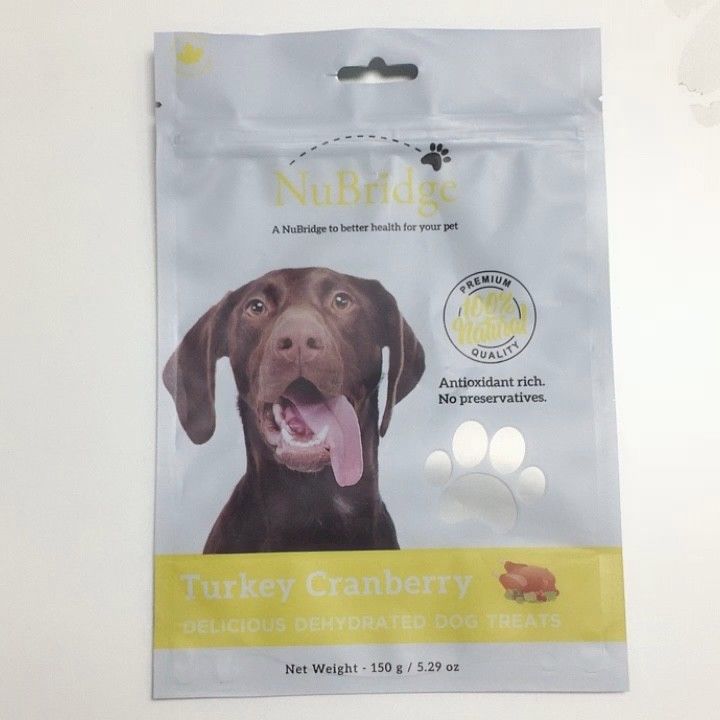 NuBridge
A NuBridge to better health for your pet
PREMIUM
100%
Natural
QUALITY
Antioxidant rich.
No preservatives.
Turkey Cranberry
DELICIOUS DEHYDRATED DOG TREATS
Net Weight - 150 g / 5.29 oz